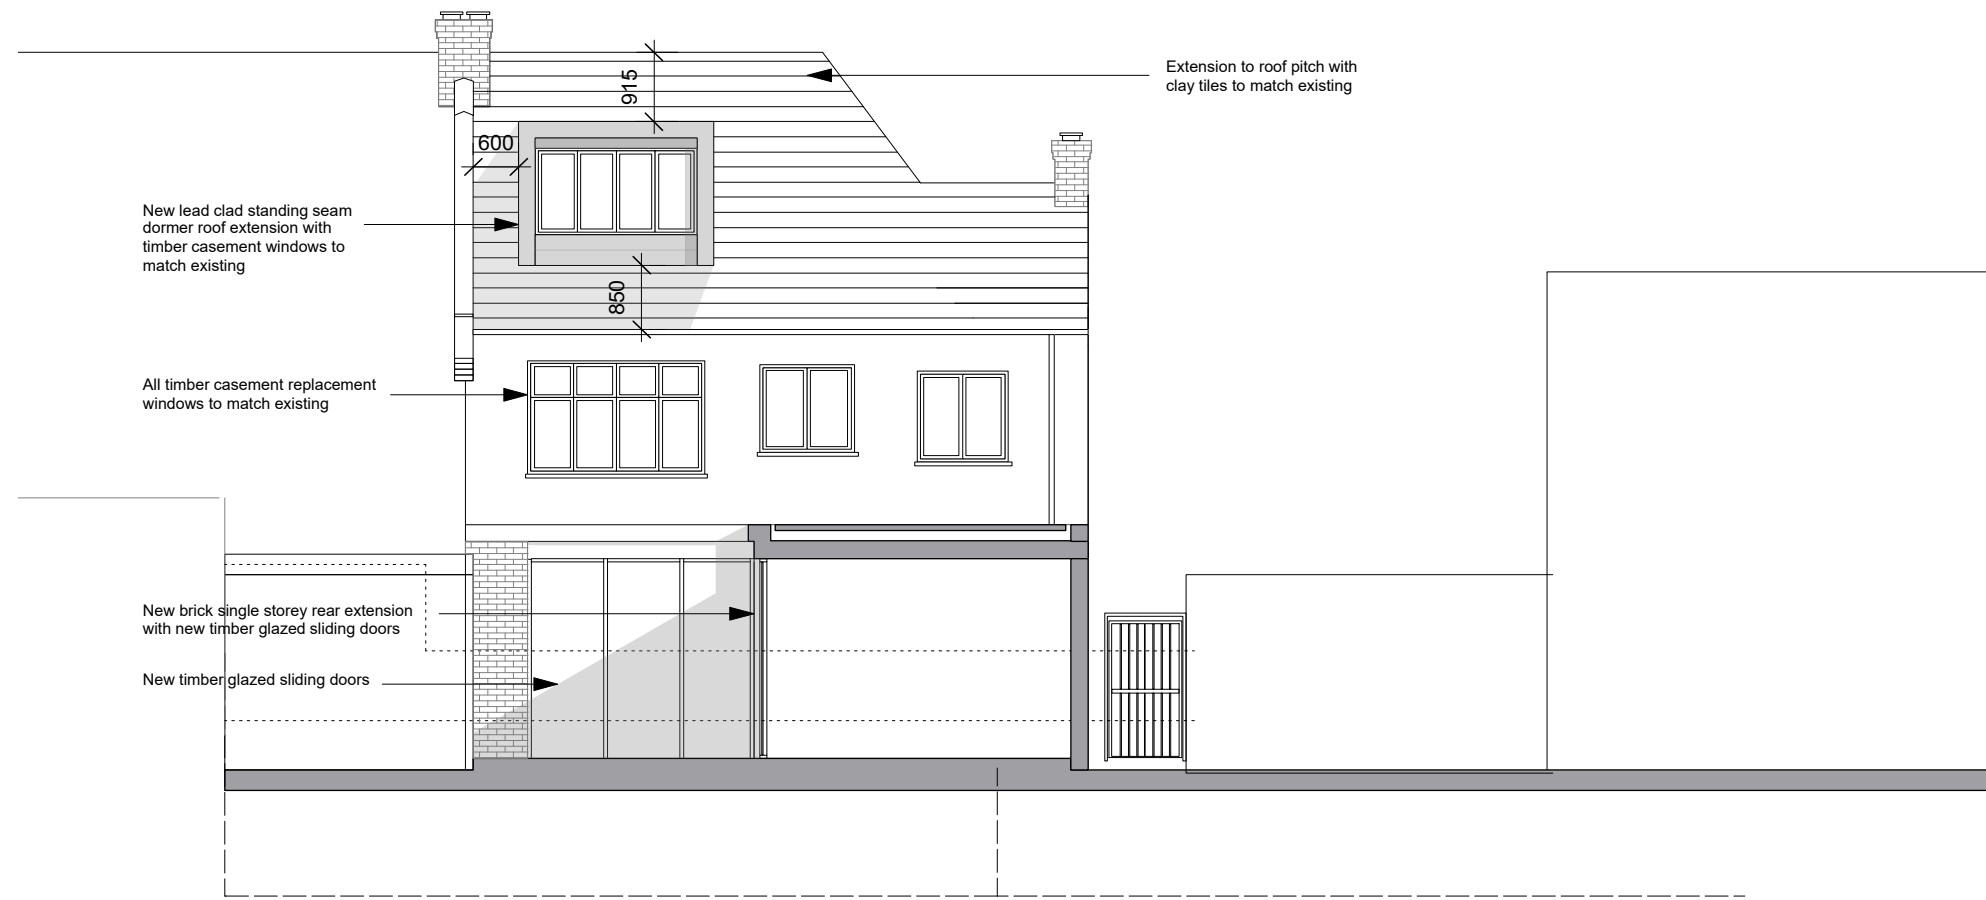 Extension to roof pitch with
clay tiles to match existing
915
600
New lead clad standing seam
dormer roof extension with
timber casement windows to
match existing
850
All timber casement replacement
windows to match existing
New brick single storey rear extension
with new timber glazed sliding doors
New timber glazed sliding doors